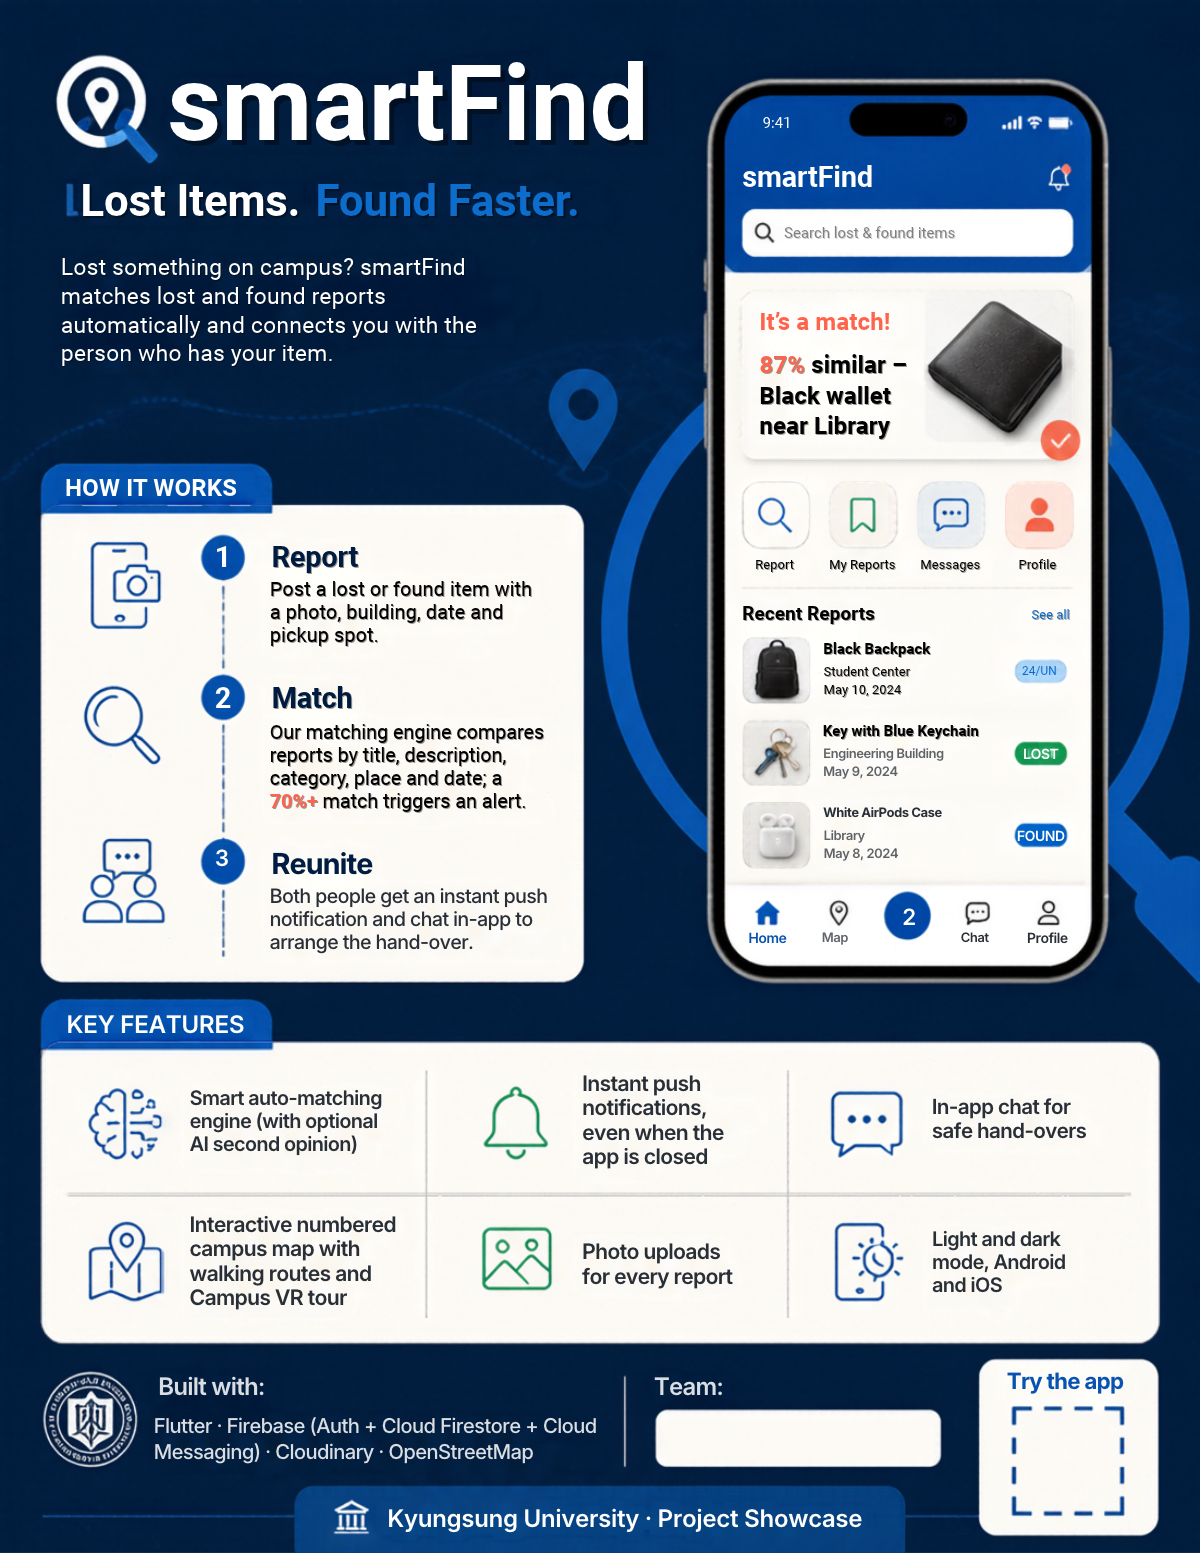 smartFind
Lost Items. Found Faster.
Lost something on campus? smartFind
matches lost and found reports
automatically and connects you with the
person who has your item.
HOW IT WORKS
1
Report
Post a lost or found item with
a photo, building, date and
pickup spot.
2
Match
Our matching engine compares
reports by title, description,
category, place and date; a
70%+ match triggers an alert.
3
Reunite
Both people get an instant push
notification and chat in-app to
arrange the hand-over.
9:41
smartFind
Search lost & found items
It's a match!
87% similar –
Black wallet
near Library
Report
My Reports
Messages
Profile
Recent Reports
See all
Black Backpack
Student Center
May 10, 2024
24/UN
Key with Blue Keychain
Engineering Building
May 9, 2024
LOST
White AirPods Case
Library
May 8, 2024
FOUND
Home
Map
2
Chat
Profile
KEY FEATURES
Smart auto-matching
engine (with optional
AI second opinion)
Instant push
notifications,
even when the
app is closed
In-app chat for
safe hand-overs
Interactive numbered
campus map with
walking routes and
Campus VR tour
Photo uploads
for every report
Light and dark
mode, Android
and iOS
Built with:
Flutter · Firebase (Auth + Cloud Firestore + Cloud
Messaging) · Cloudinary · OpenStreetMap
Team:
Try the app
Kyungsung University · Project Showcase